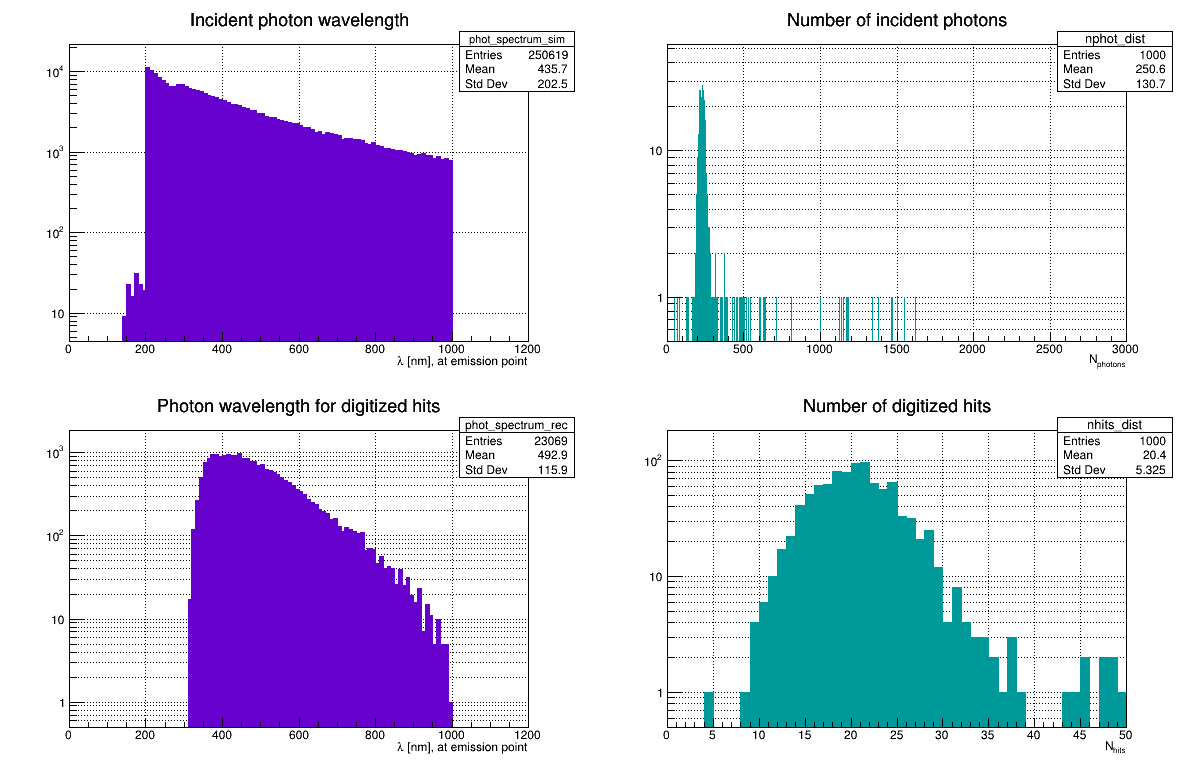 Incident photon wavelength
phot_spectrum_sim
Entries 250619
Mean 435.7
Std Dev 202.5
10⁴
10³
10²
10
0 200 400 600 800 1000 1200
λ [nm], at emission point
Number of incident photons
nphot_dist
Entries 1000
Mean 250.6
Std Dev 130.7
10
1
0 500 1000 1500 2000 2500 3000
N_photons
Photon wavelength for digitized hits
phot_spectrum_rec
Entries 23069
Mean 492.9
Std Dev 115.9
10³
10²
10
1
0 200 400 600 800 1000 1200
λ [nm], at emission point
Number of digitized hits
nhits_dist
Entries 1000
Mean 20.4
Std Dev 5.325
10²
10
1
0 5 10 15 20 25 30 35 40 45 50
N_hits